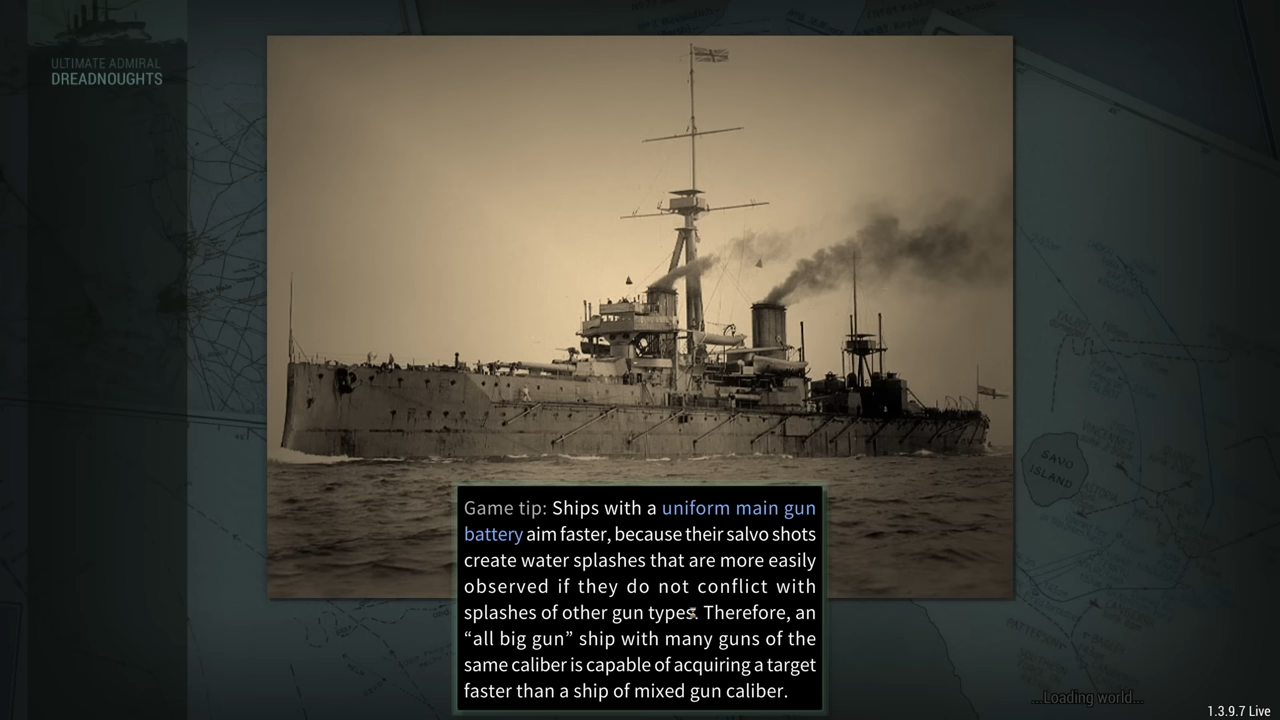 ULTIMATE ADMIRAL
DREADNOUGHTS
SAVO
ISLAND
Game tip: Ships with a uniform main gun
battery aim faster, because their salvo shots
create water splashes that are more easily
observed if they do not conflict with
splashes of other gun types. Therefore, an
“all big gun” ship with many guns of the
same caliber is capable of acquiring a target
faster than a ship of mixed gun caliber.
...Loading world...
1.3.9.7 Live